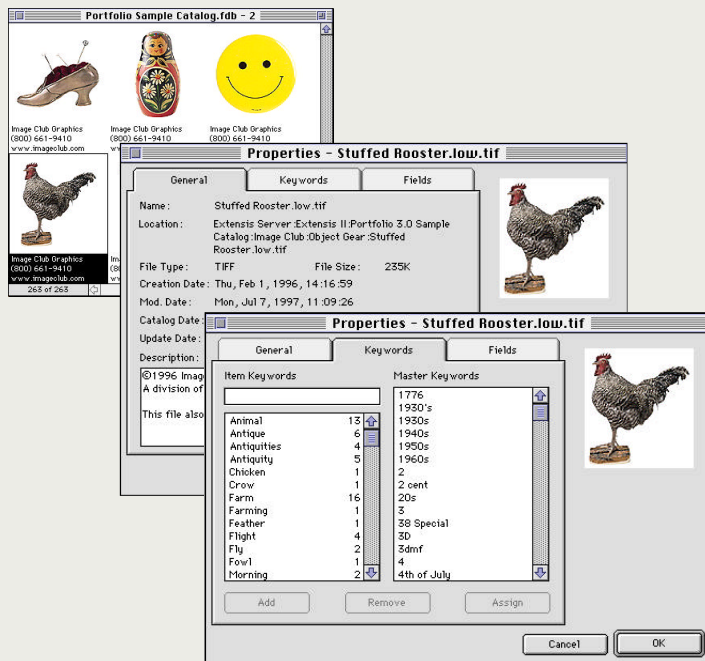 Portfolio Sample Catalog.fdb - 2
Image Club Graphics
(800) 661-9410
www.imageclub.com
Image Club Graphics
(800) 661-9410
Image Club Graphics
(800) 661-9410
Image Club Graphics
(800) 661-9410
www.imageclub.com
263 of 263
Properties - Stuffed Rooster.low.tif
General
Keywords
Fields
Name: Stuffed Rooster.low.tif
Location: Extensis Server:Extensis II:Portfolio 3.0 Sample
Catalog:Image Club:Object Gear:Stuffed
Rooster.low.tif
File Type: TIFF File Size: 235K
Creation Date: Thu, Feb 1, 1996, 14:16:59
Mod. Date: Mon, Jul 7, 1997, 11:09:26
Catalog Date:
Update Date:
Description:
©1996 Imag
A division of
This file also
Properties - Stuffed Rooster.low.tif
General
Keywords
Fields
Item Keywords
Animal 13
Antique 6
Antiquities 4
Antiquity 5
Chicken 1
Crow 1
Farm 16
Farming 1
Feather 1
Flight 4
Fly 2
Fowl 1
Morning 2
Master Keywords
1776
1930's
1930s
1940s
1950s
1960s
2
2 cent
20s
3
38 Special
3D
3dmf
4
4th of July
Add
Remove
Assign
Cancel
OK